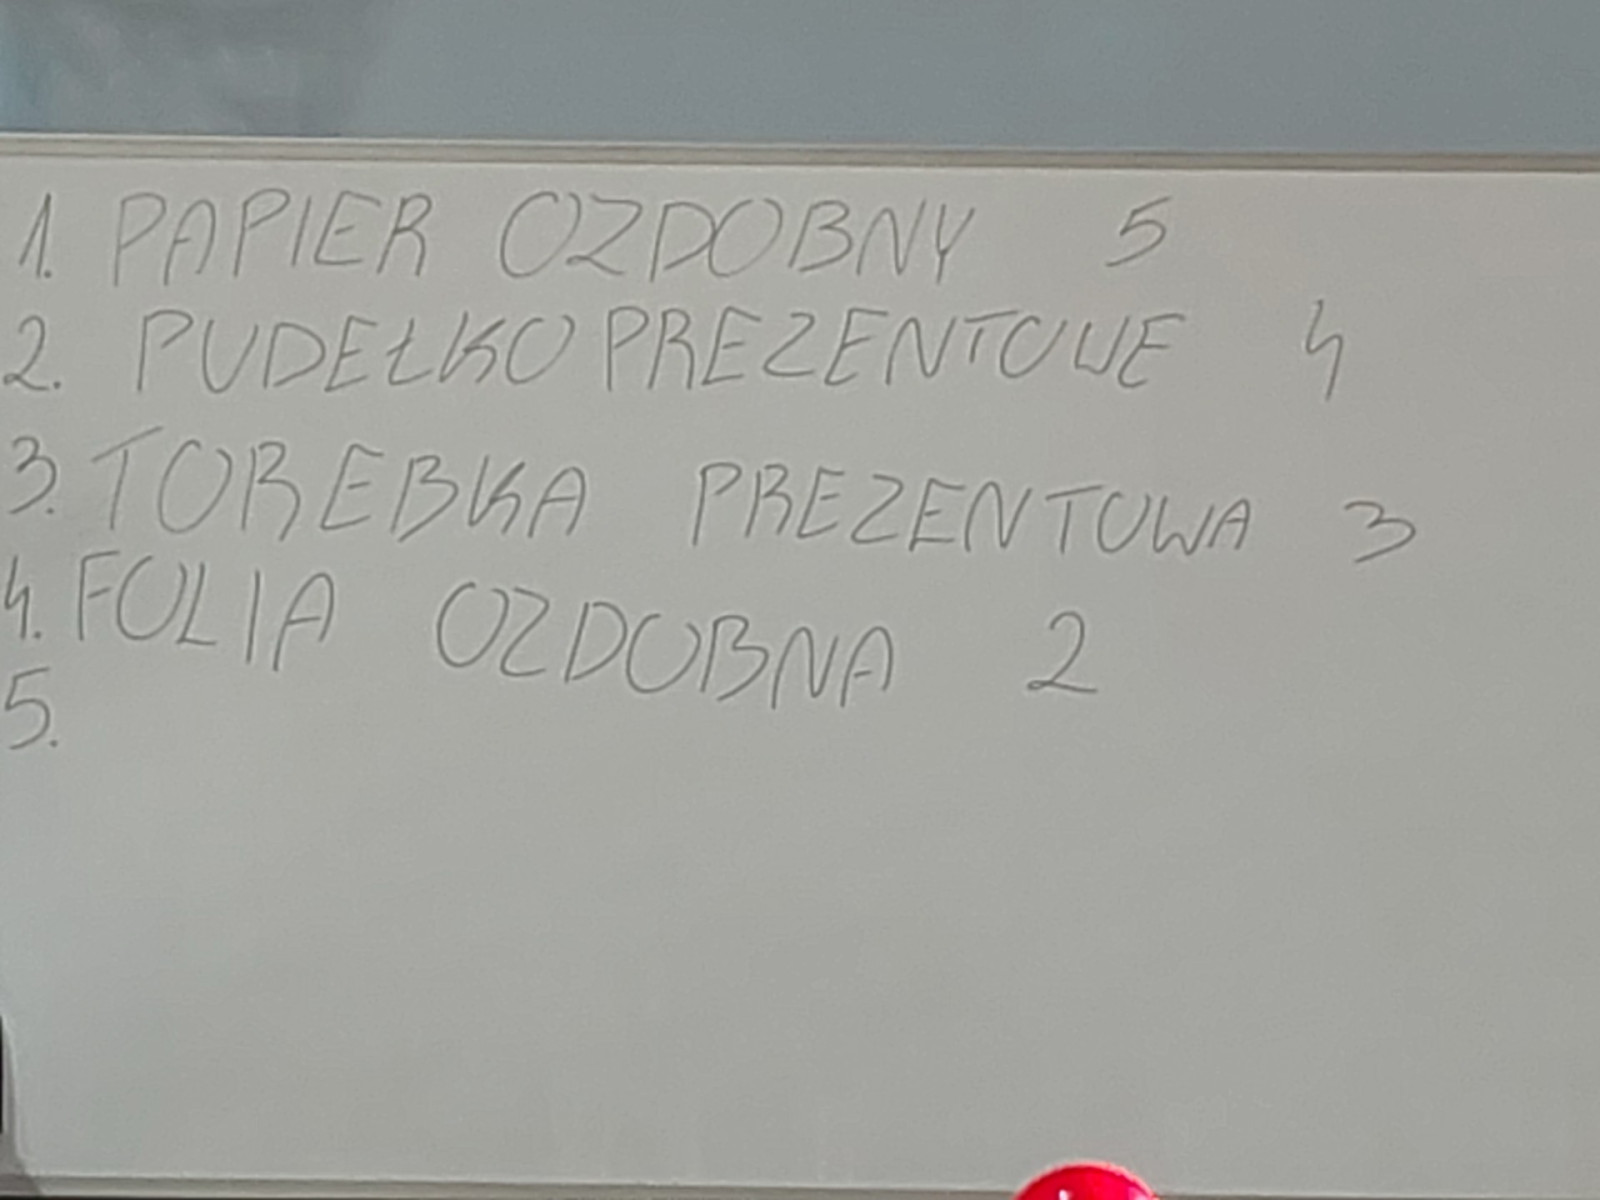 1. PAPIER OZDOBNY 5
2. PUDEŁKO PREZENTOWE 4
3. TOREBKA PREZENTOWA 3
4. FOLIA OZDOBNA 2
5.